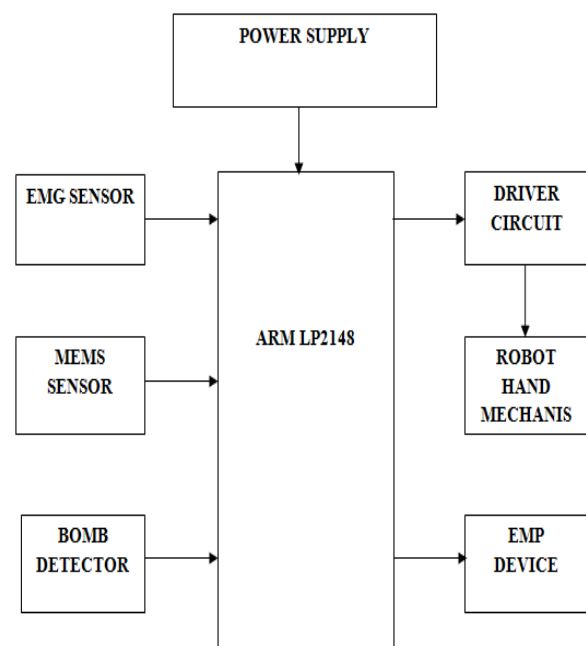 POWER SUPPLY
EMG SENSOR
DRIVER
CIRCUIT
ARM LP2148
MEMS
SENSOR
ROBOT
HAND
MECHANIS
BOMB
DETECTOR
EMP
DEVICE